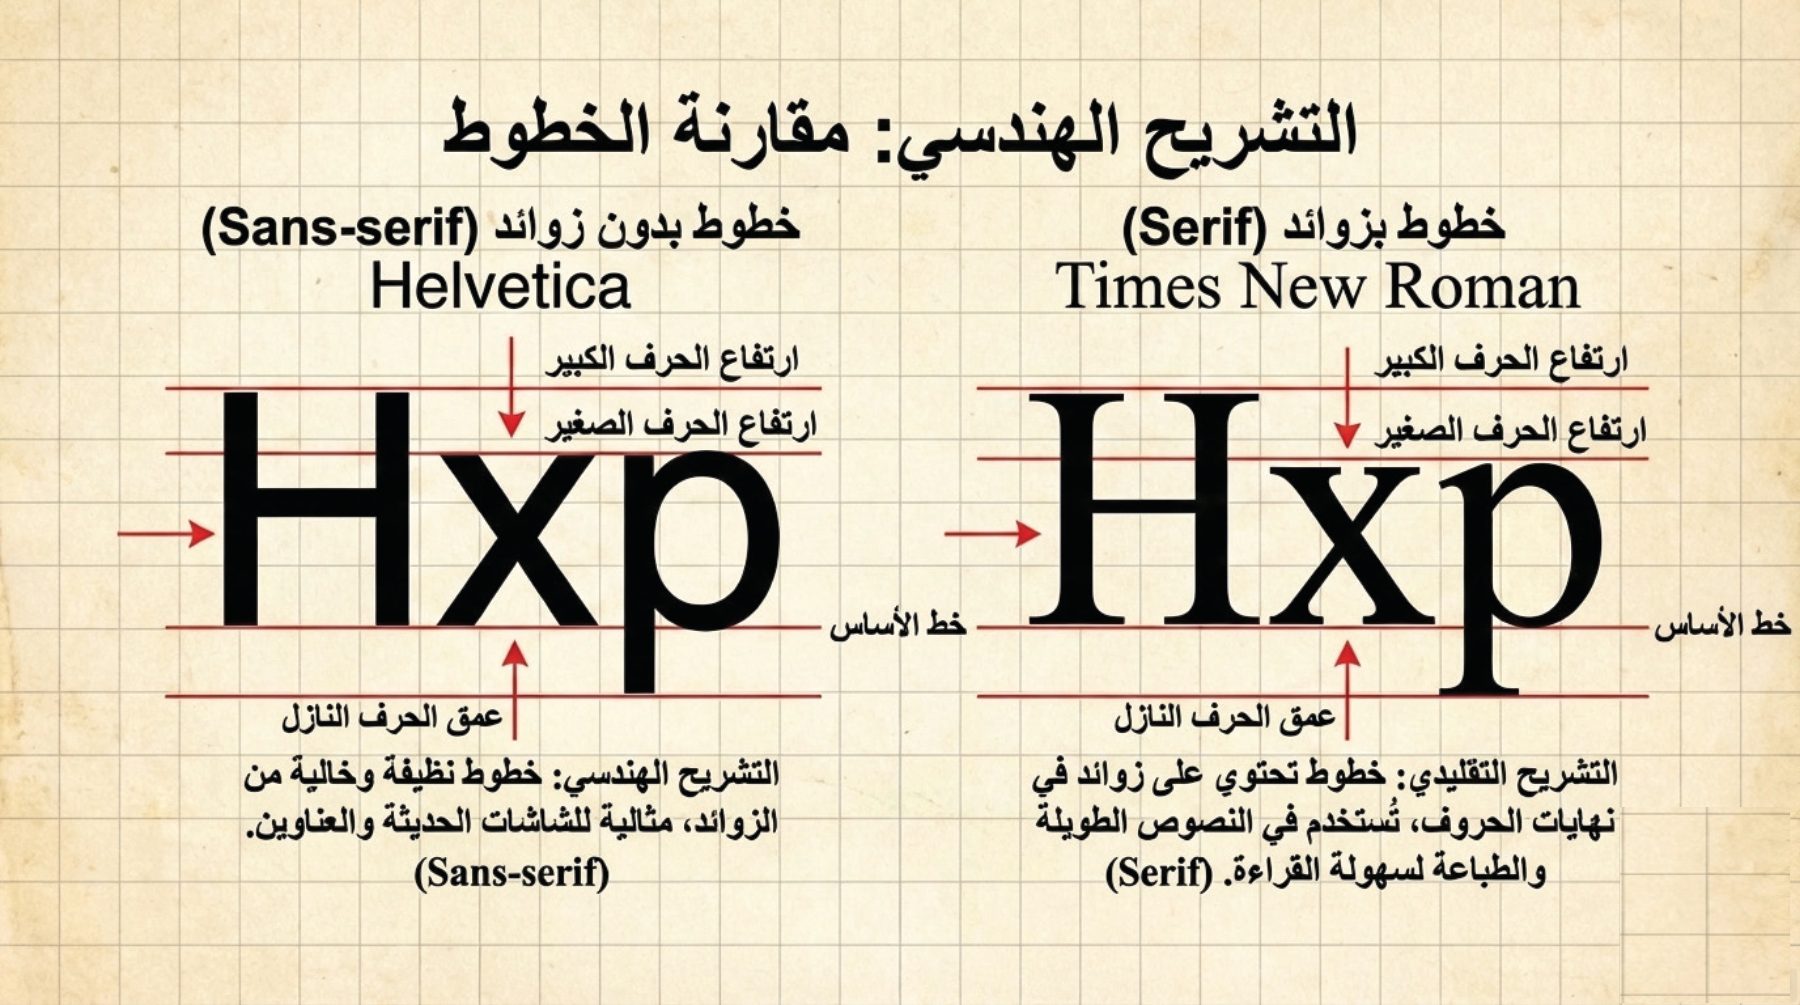 التشريح الهندسي: مقارنة الخطوط
خطوط بزوائد (Serif)
Times New Roman
ارتفاع الحرف الكبير
ارتفاع الحرف الصغير
Hxp
خط الأساس
عمق الحرف النازل
التشريح التقليدي: خطوط تحتوي على زوائد في
نهايات الحروف، تُستخدم في النصوص الطويلة
والطباعة لسهولة القراءة. (Serif)
خطوط بدون زوائد (Sans-serif)
Helvetica
ارتفاع الحرف الكبير
ارتفاع الحرف الصغير
Hxp
خط الأساس
عمق الحرف النازل
التشريح الهندسي: خطوط نظيفة وخالية من
الزوائد، مثالية للشاشات الحديثة والعناوين.
(Sans-serif)